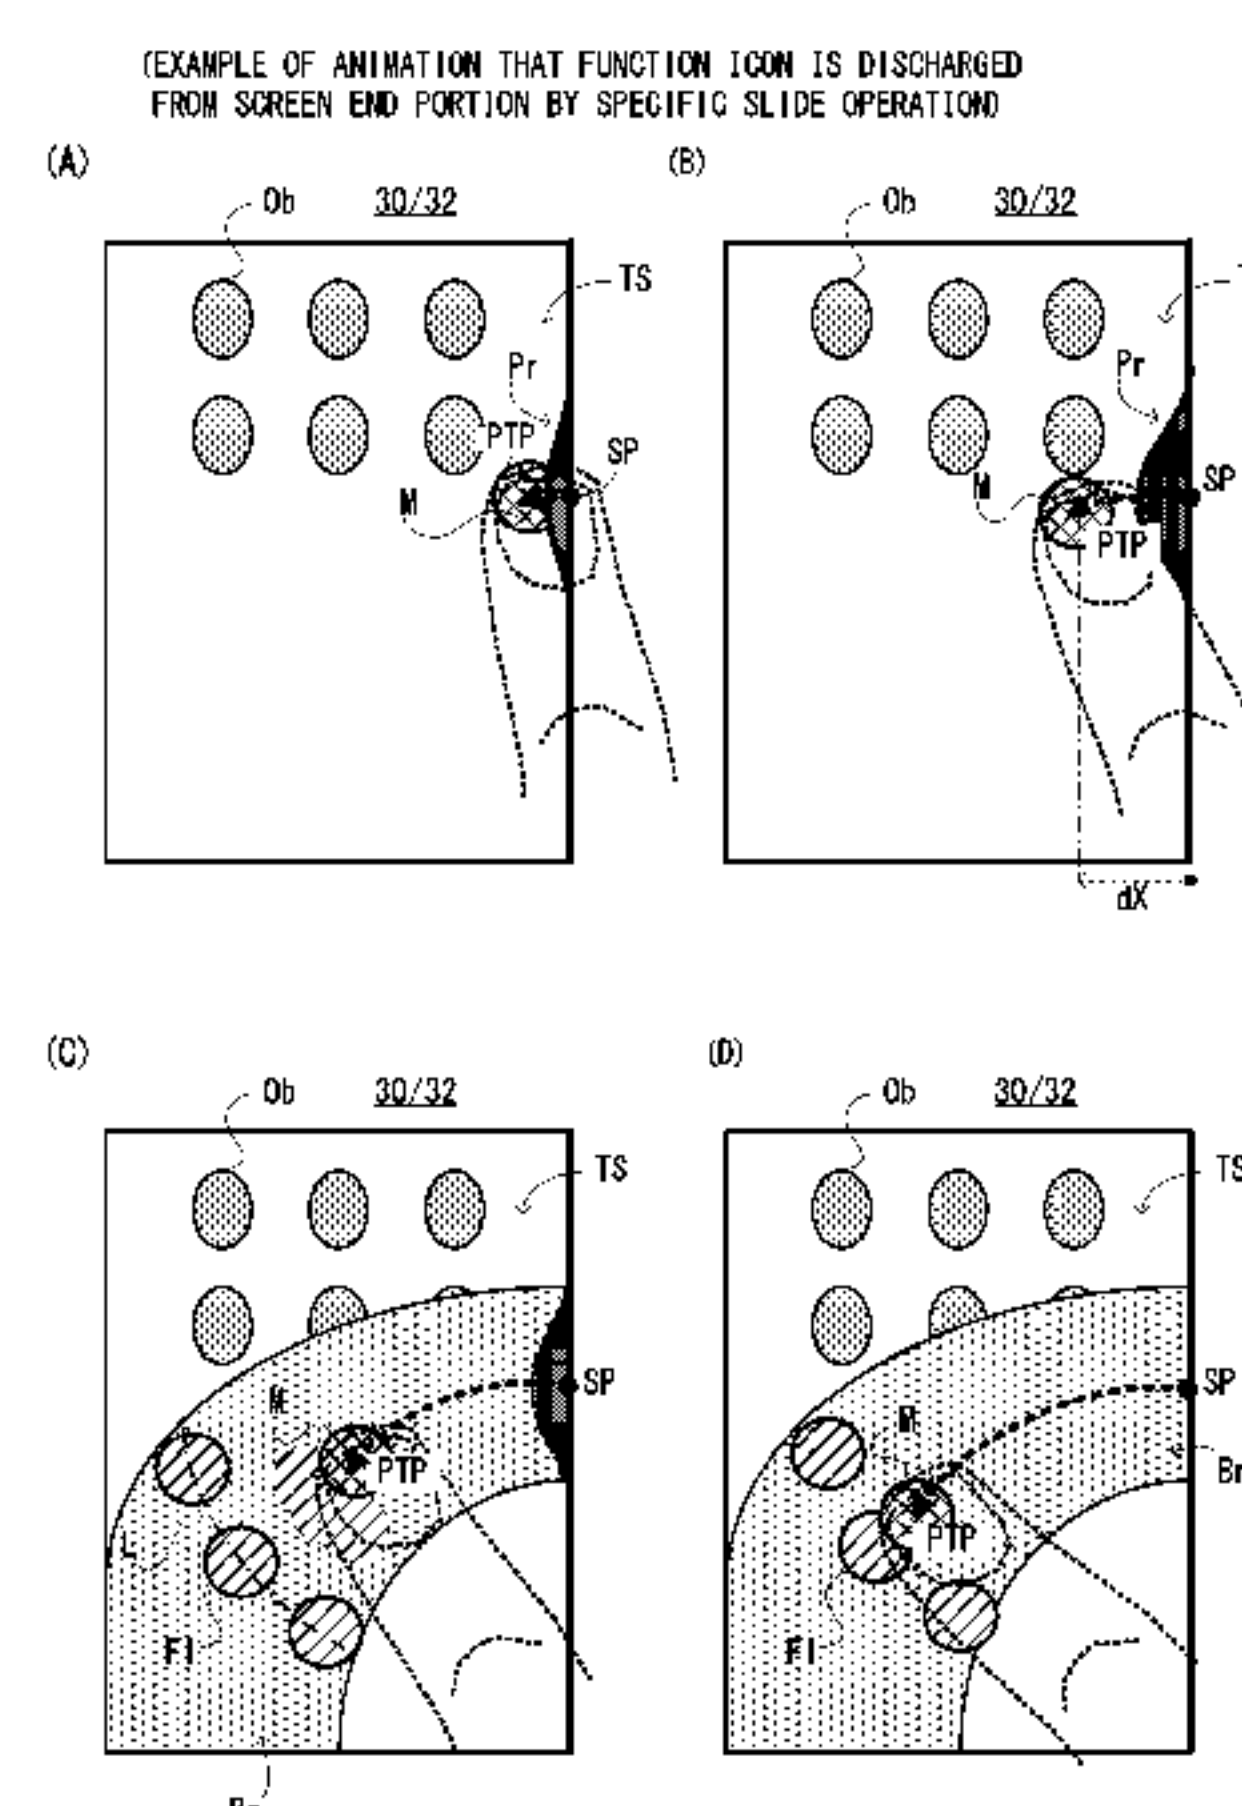 (EXAMPLE OF ANIMATION THAT FUNCTION ICON IS DISCHARGED
FROM SCREEN END PORTION BY SPECIFIC SLIDE OPERATION)
(A)
Ob
30/32
TS
Pr
PTP
SP
M
(B)
Ob
30/32
Pr
SP
M
PTP
dX
(C)
Ob
30/32
TS
SP
M
PTP
L
FI
(D)
Ob
30/32
TS
SP
M
Br
PTP
FI